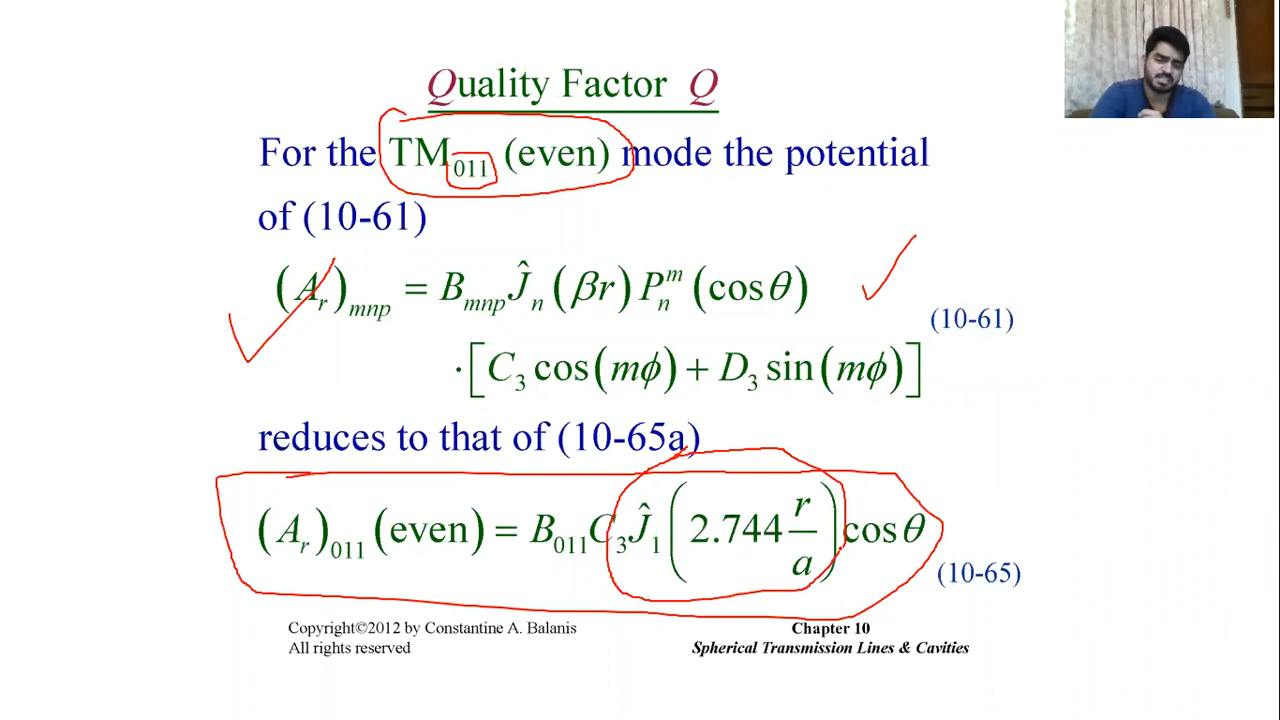 Quality Factor Q
For the TM₀₁₁ (even) mode the potential
of (10-61)
(Aᵣ)ₘₙₚ = Bₘₙₚ Ĵₙ (βr) Pₙᵐ (cosθ)
(10-61)
·[C₃ cos(mϕ) + D₃ sin(mϕ)]
reduces to that of (10-65a)
(Aᵣ)₀₁₁ (even) = B₀₁₁C₃Ĵ₁ (2.744 r/a) cosθ
(10-65)
Copyright©2012 by Constantine A. Balanis
All rights reserved
Chapter 10
Spherical Transmission Lines & Cavities